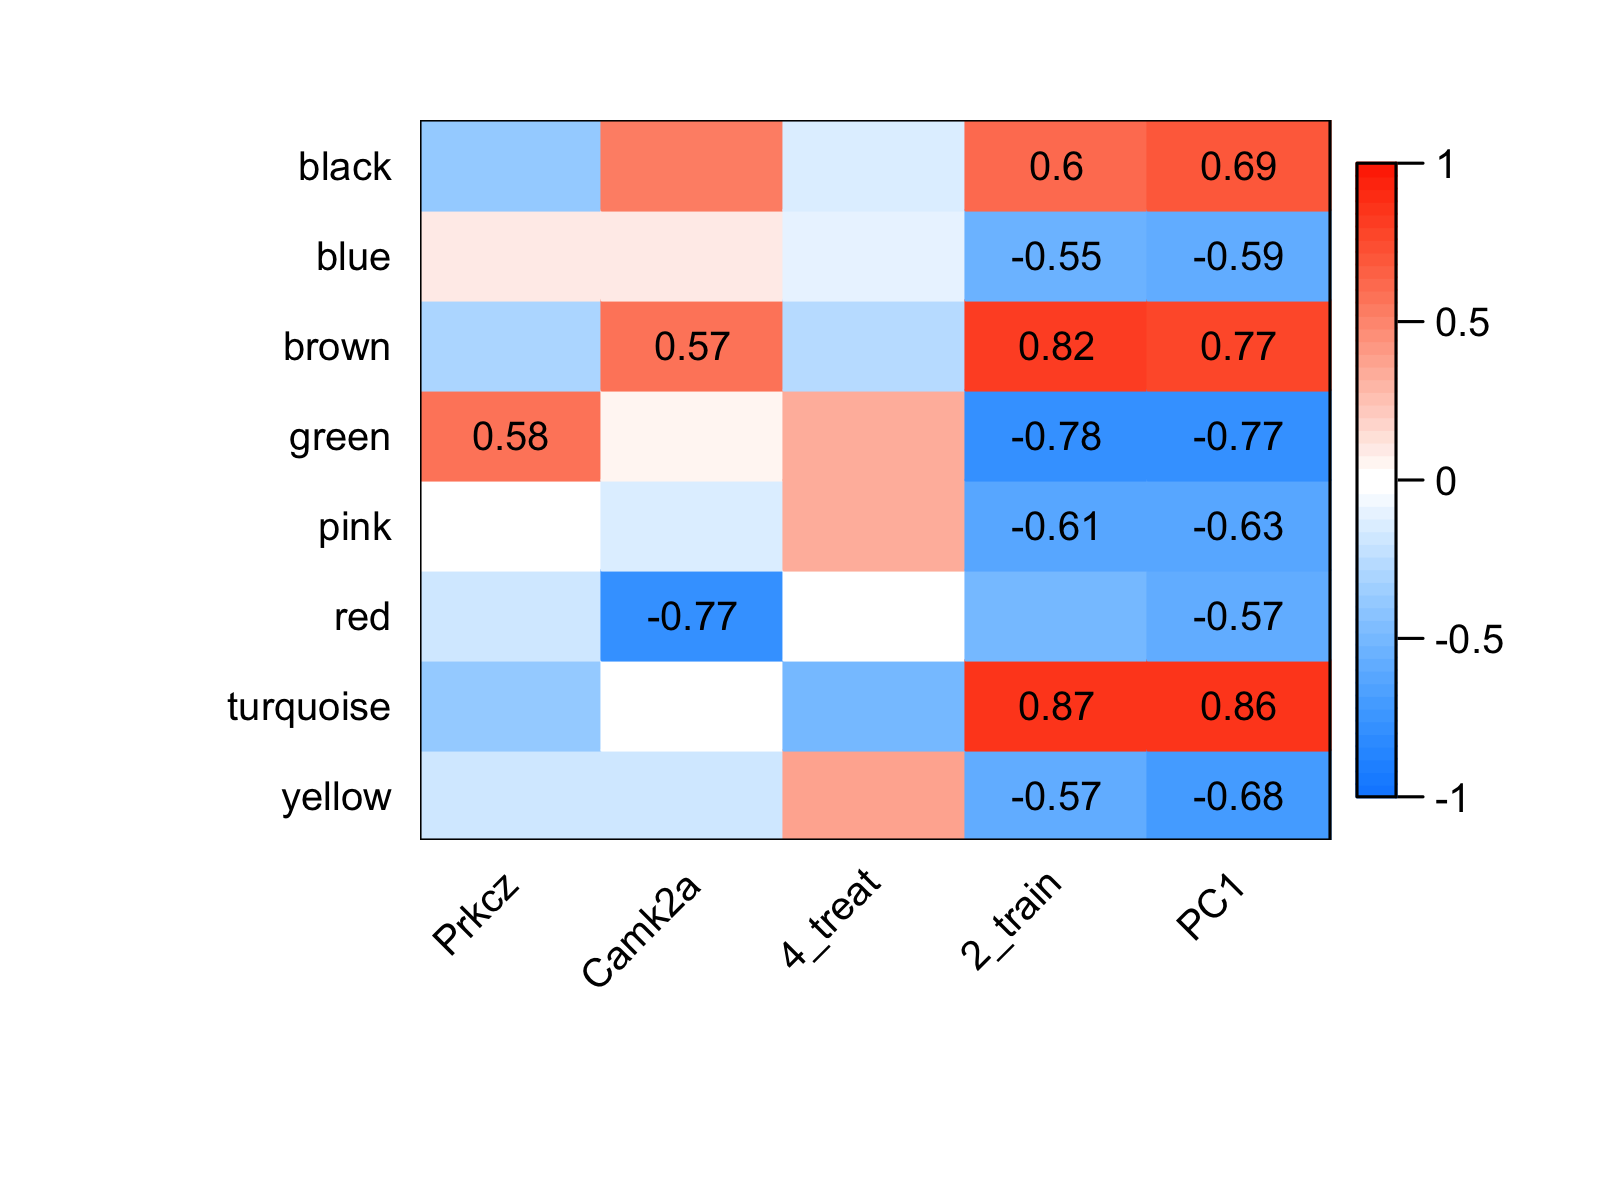 black 0.6 0.69
blue -0.55 -0.59
brown 0.57 0.82 0.77
green 0.58 -0.78 -0.77
pink -0.61 -0.63
red -0.77 -0.57
turquoise 0.87 0.86
yellow -0.57 -0.68
Prkcz Camk2a 4_treat 2_train PC1
1
0.5
0
-0.5
-1